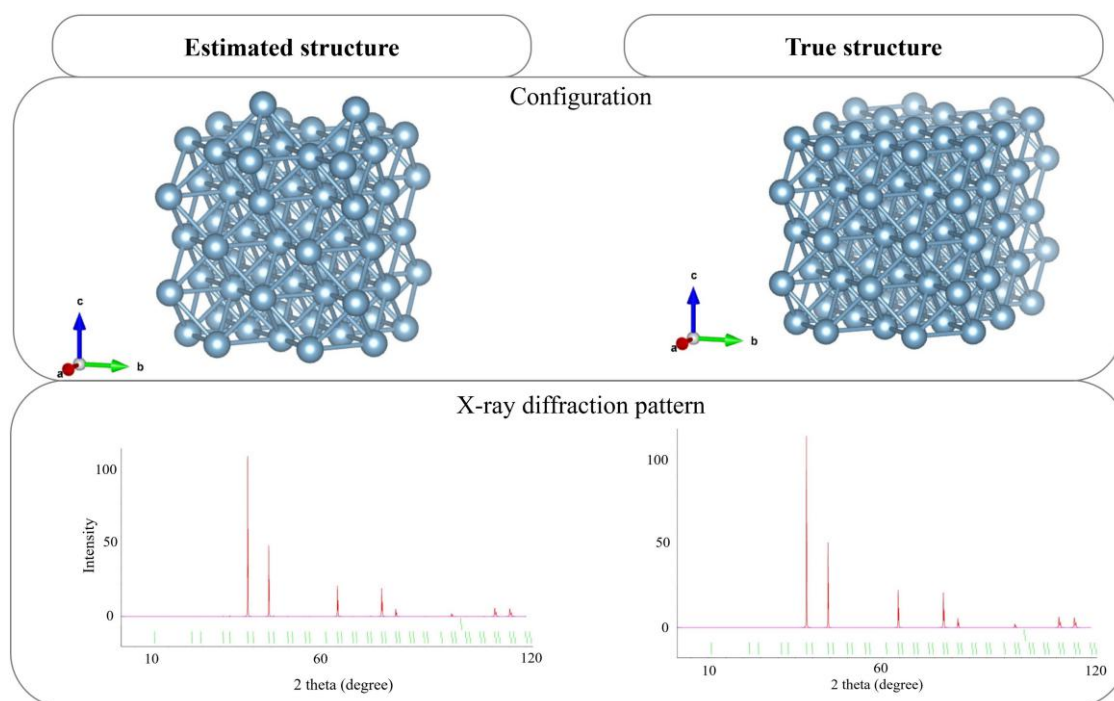 Estimated structure
True structure
Configuration
c
b
a
c
b
a
X-ray diffraction pattern
100
50
0
Intensity
10
60
120
2 theta (degree)
100
50
0
10
60
120
2 theta (degree)